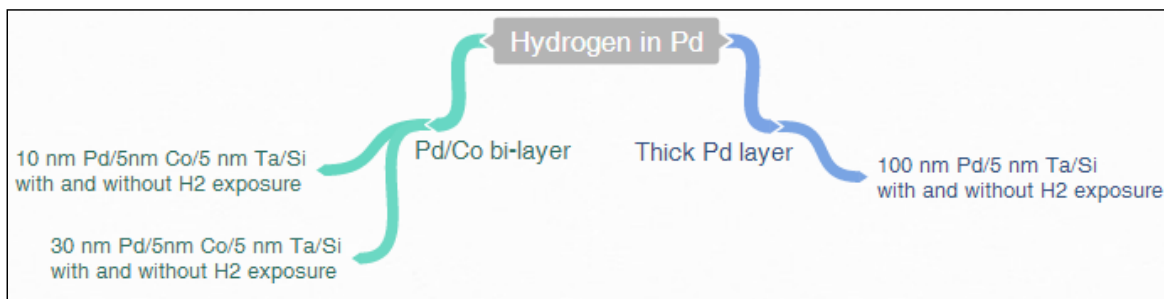 Hydrogen in Pd
Pd/Co bi-layer
10 nm Pd/5nm Co/5 nm Ta/Si
with and without H2 exposure
30 nm Pd/5nm Co/5 nm Ta/Si
with and without H2 exposure
Thick Pd layer
100 nm Pd/5 nm Ta/Si
with and without H2 exposure